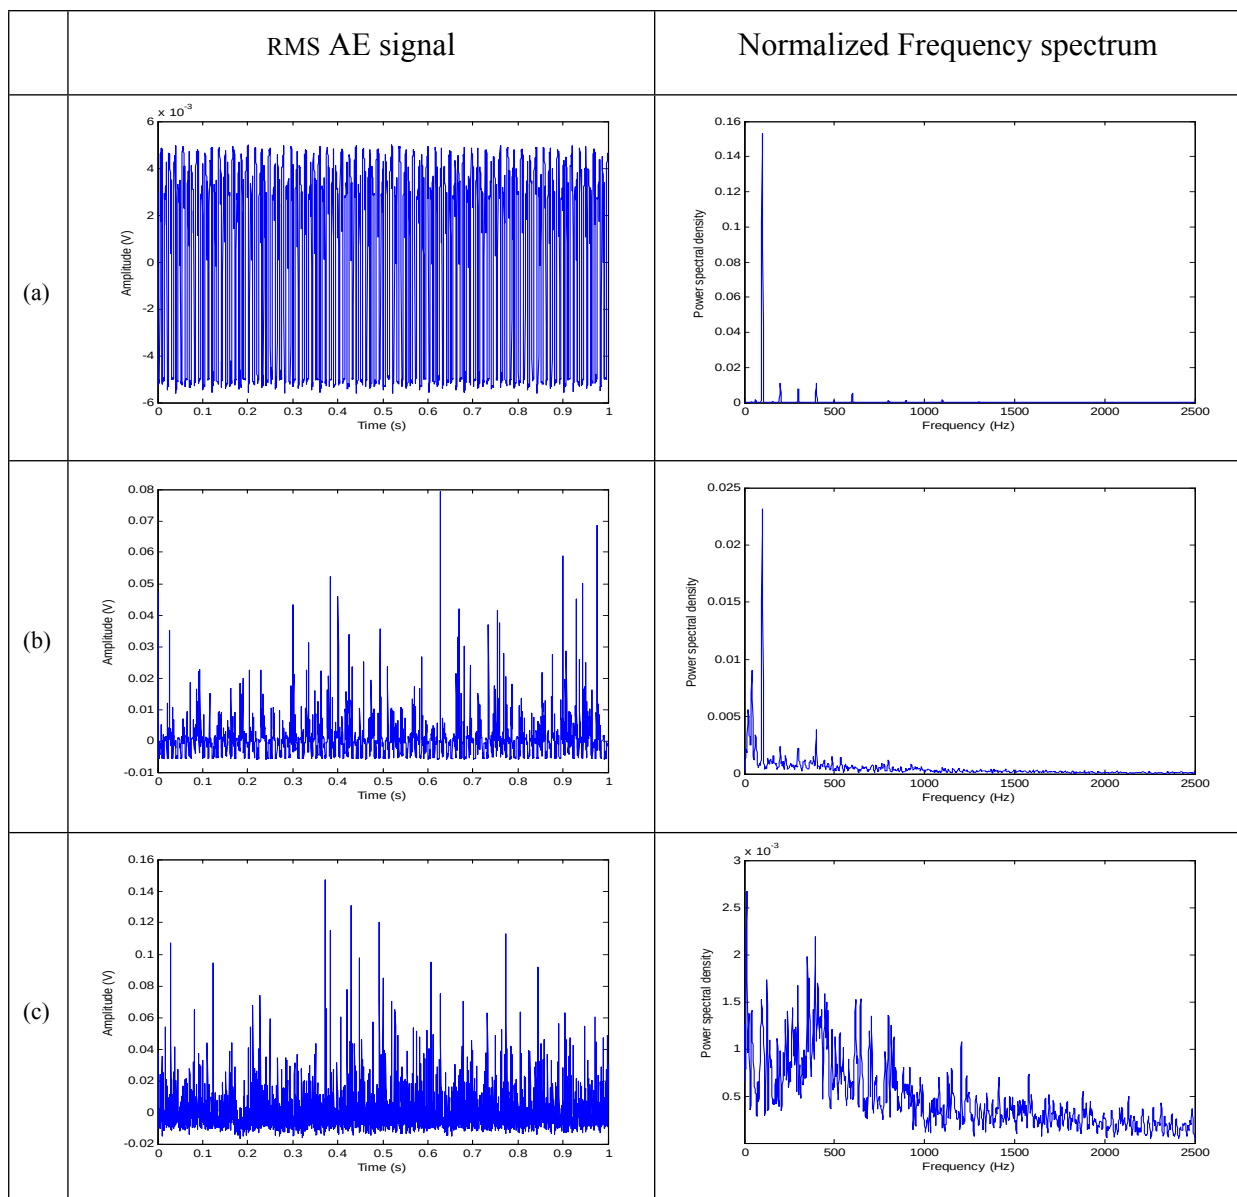 RMS AE signal
Normalized Frequency spectrum
(a)
x 10^-3
6
4
2
0
-2
-4
-6
Amplitude (V)
0 0.1 0.2 0.3 0.4 0.5 0.6 0.7 0.8 0.9 1
Time (s)
0.16
0.14
0.12
0.1
0.08
0.06
0.04
0.02
0
Power spectral density
0 500 1000 1500 2000 2500
Frequency (Hz)
(b)
0.08
0.07
0.06
0.05
0.04
0.03
0.02
0.01
0
-0.01
Amplitude (V)
0 0.1 0.2 0.3 0.4 0.5 0.6 0.7 0.8 0.9 1
Time (s)
0.025
0.02
0.015
0.01
0.005
0
Power spectral density
0 500 1000 1500 2000 2500
Frequency (Hz)
(c)
0.16
0.14
0.12
0.1
0.08
0.06
0.04
0.02
0
-0.02
Amplitude (V)
0 0.1 0.2 0.3 0.4 0.5 0.6 0.7 0.8 0.9 1
Time (s)
x 10^-3
3
2.5
2
1.5
1
0.5
Power spectral density
0 500 1000 1500 2000 2500
Frequency (Hz)